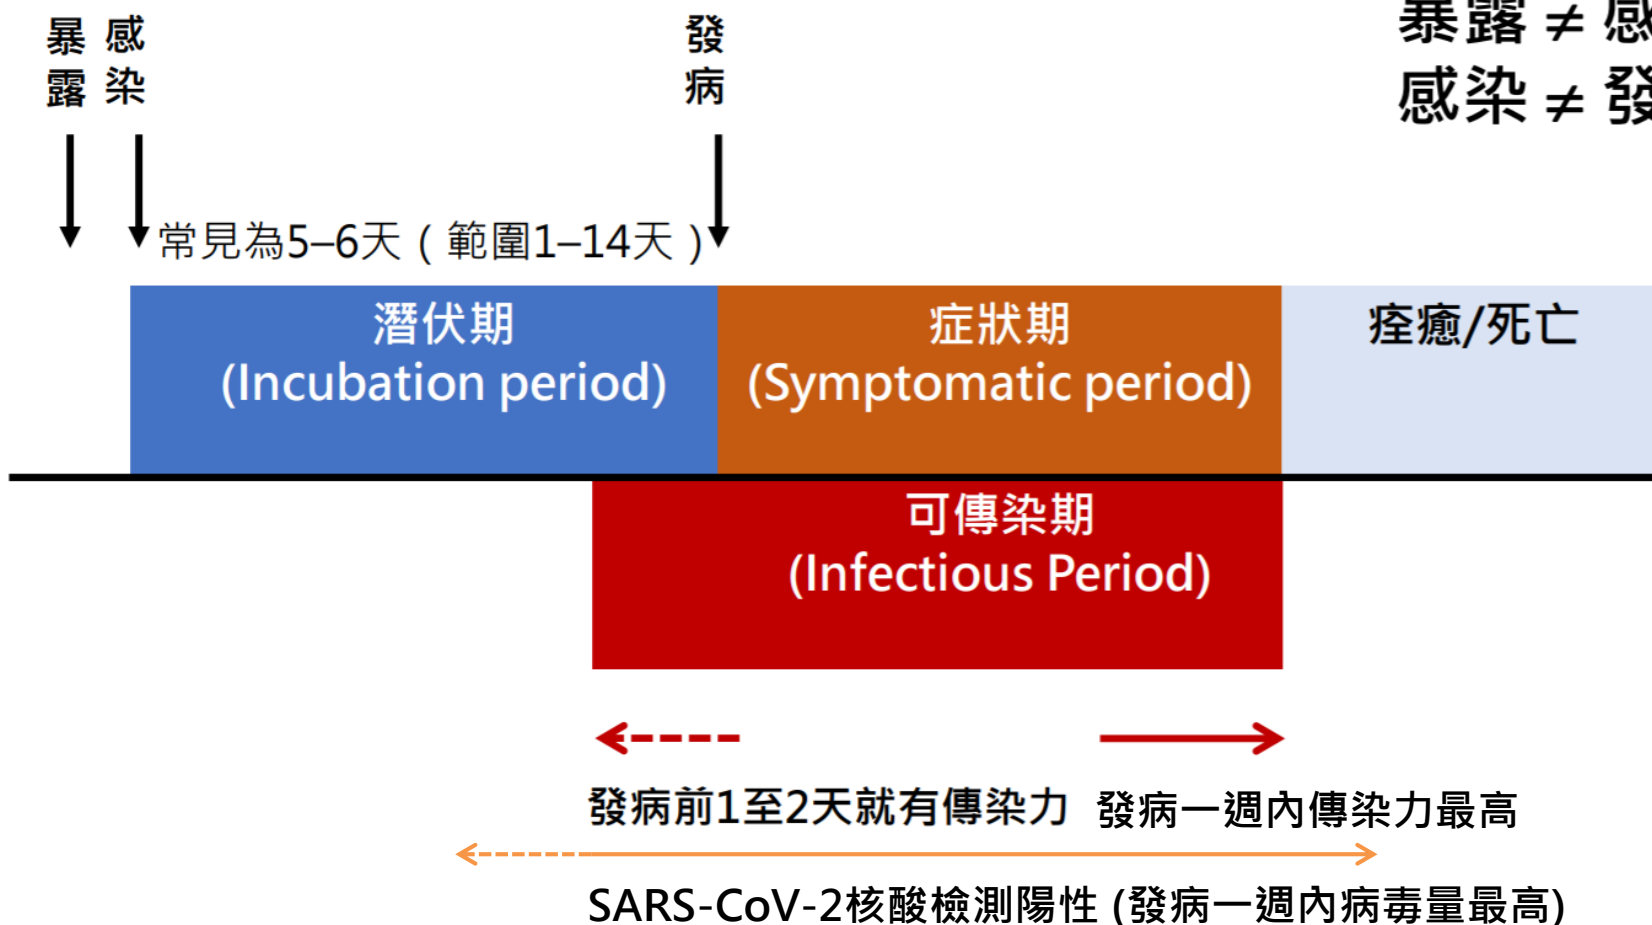 暴露
感染
發病
暴露 ≠ 感
感染 ≠ 發
常見為5–6天 ( 範圍1–14天 )
潛伏期
(Incubation period)
症狀期
(Symptomatic period)
痊癒/死亡
可傳染期
(Infectious Period)
發病前1至2天就有傳染力
發病一週內傳染力最高
SARS-CoV-2核酸檢測陽性 (發病一週內病毒量最高)